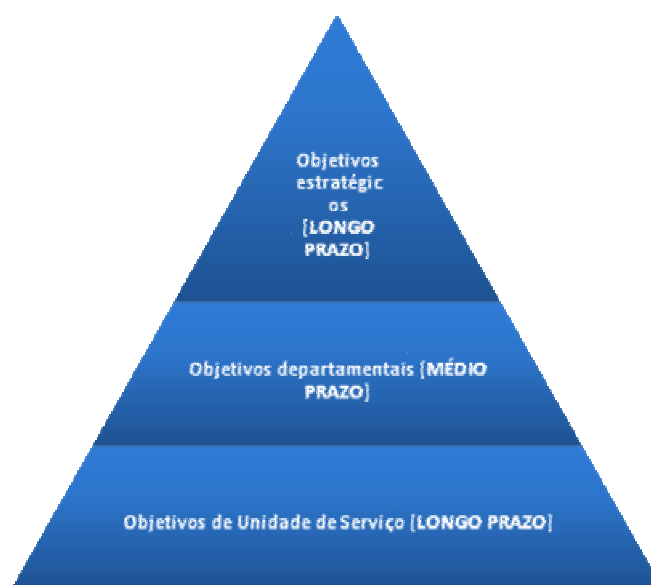 Objetivos
estratégic
os
(LONGO
PRAZO)
Objetivos departamentais (MÉDIO
PRAZO)
Objetivos de Unidade de Serviço (LONGO PRAZO)